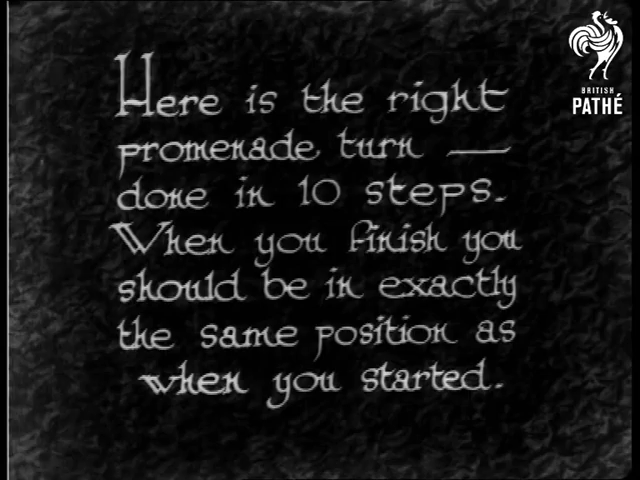 Here is the right
promenade turn —
done in 10 steps.
When you finish you
should be in exactly
the same position as
when you started.
BRITISH
PATHÉ